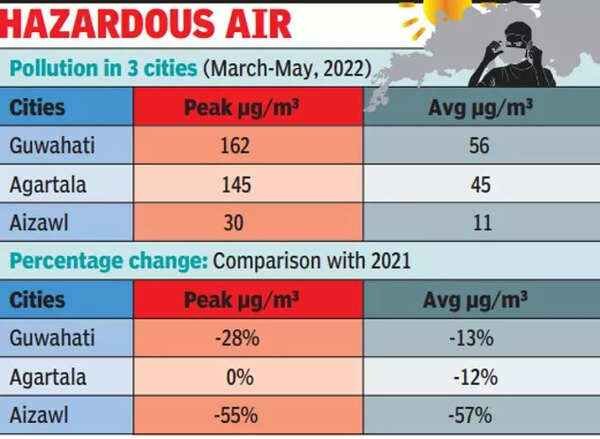 HAZARDOUS AIR
Pollution in 3 cities (March-May, 2022)
Cities Peak µg/m³ Avg µg/m³
Guwahati 162 56
Agartala 145 45
Aizawl 30 11
Percentage change: Comparison with 2021
Cities Peak µg/m³ Avg µg/m³
Guwahati -28% -13%
Agartala 0% -12%
Aizawl -55% -57%